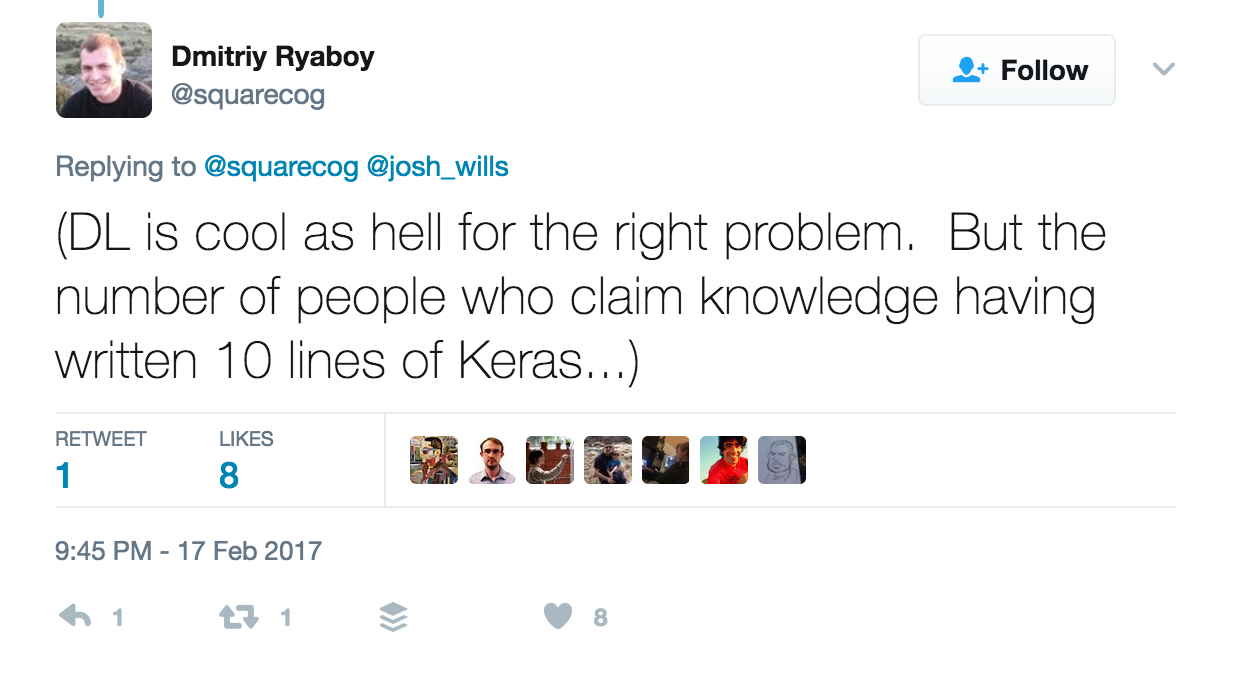 Dmitriy Ryaboy
@squarecog
Follow
Replying to @squarecog @josh_wills
(DL is cool as hell for the right problem.  But the
number of people who claim knowledge having
written 10 lines of Keras...)
RETWEET LIKES
1 8
9:45 PM - 17 Feb 2017
1 1 8